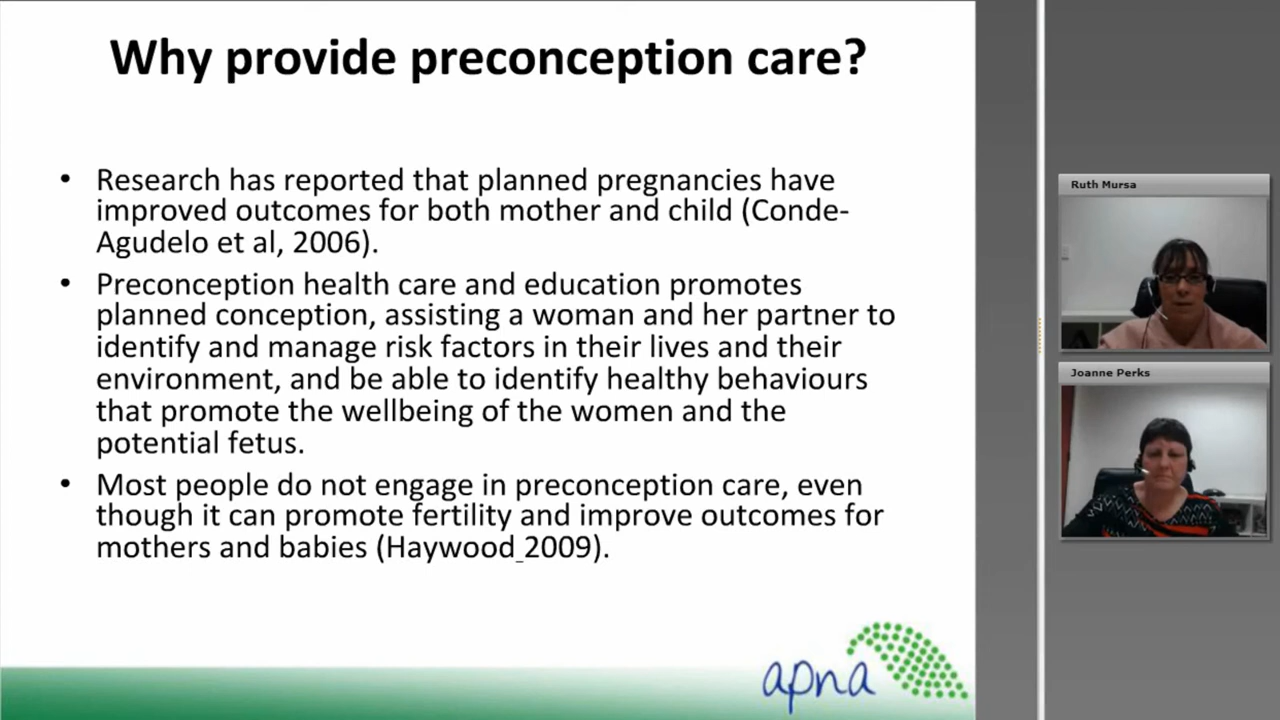 Why provide preconception care?
• Research has reported that planned pregnancies have
improved outcomes for both mother and child (Conde-
Agudelo et al, 2006).
• Preconception health care and education promotes
planned conception, assisting a woman and her partner to
identify and manage risk factors in their lives and their
environment, and be able to identify healthy behaviours
that promote the wellbeing of the women and the
potential fetus.
• Most people do not engage in preconception care, even
though it can promote fertility and improve outcomes for
mothers and babies (Haywood 2009).
apna
Ruth Mursa
Joanne Perks